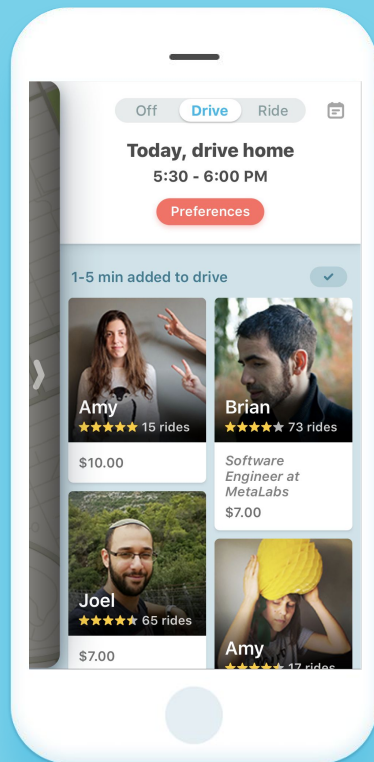 Off Drive Ride
Today, drive home
5:30 - 6:00 PM
Preferences
1-5 min added to drive
Amy
15 rides
$10.00
Brian
73 rides
Software
Engineer at
MetaLabs
$7.00
Joel
65 rides
$7.00
Amy
17 rides